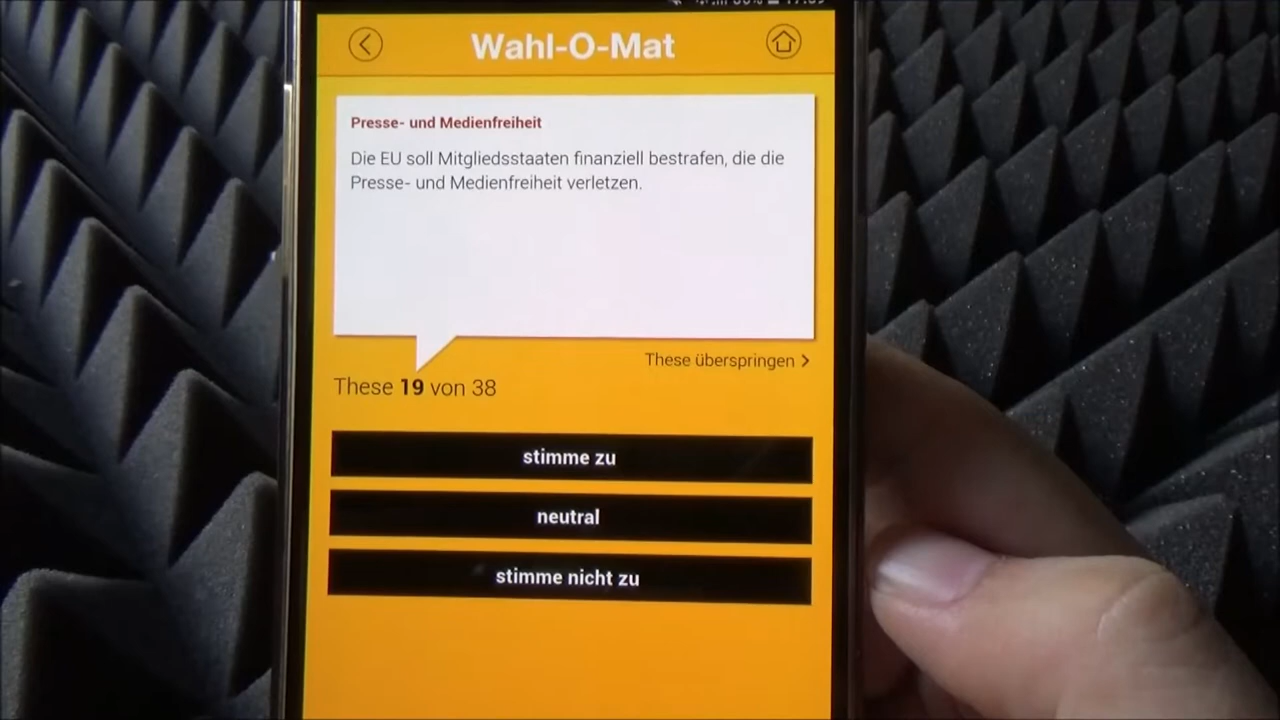 Wahl-O-Mat
Presse- und Medienfreiheit
Die EU soll Mitgliedsstaaten finanziell bestrafen, die die
Presse- und Medienfreiheit verletzen.
These überspringen >
These 19 von 38
stimme zu
neutral
stimme nicht zu